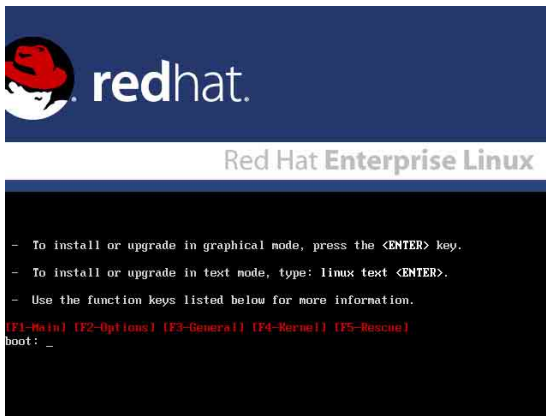 redhat.
Red Hat Enterprise Linux
- To install or upgrade in graphical mode, press the <ENTER> key.
- To install or upgrade in text mode, type: linux text <ENTER>.
- Use the function keys listed below for more information.
[F1-Main] [F2-Options] [F3-General] [F4-Kernel] [F5-Rescue]
boot: _